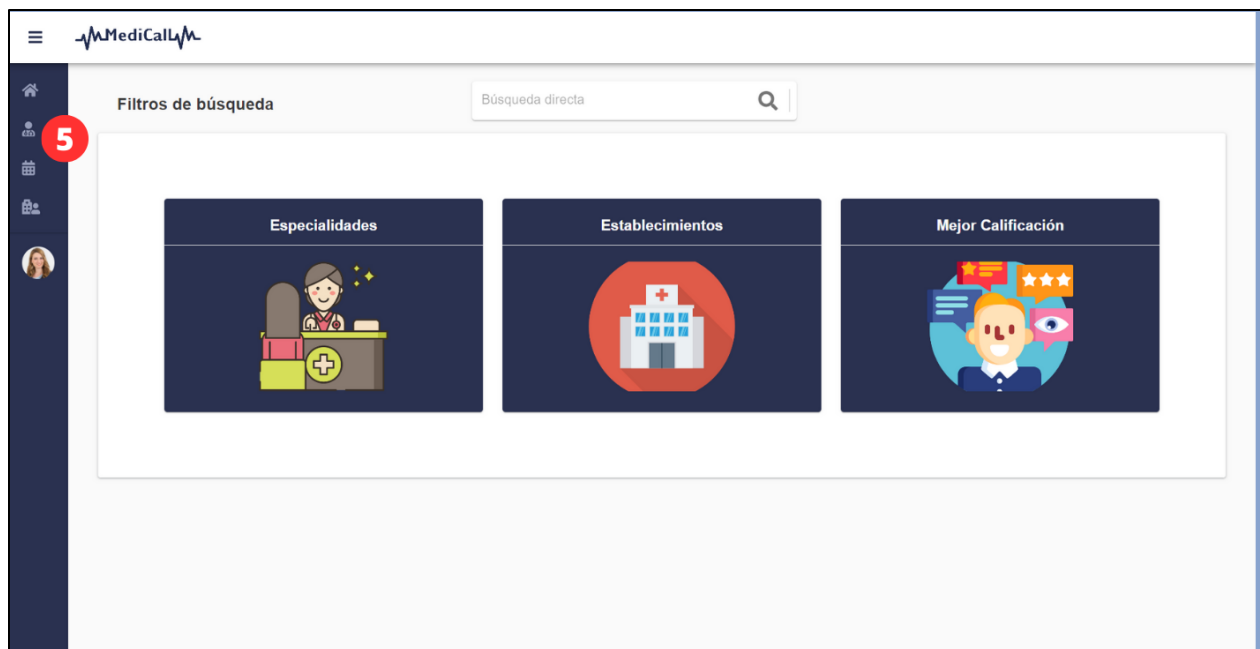 MediCall
Filtros de búsqueda
Búsqueda directa
5
Especialidades
Establecimientos
Mejor Calificación